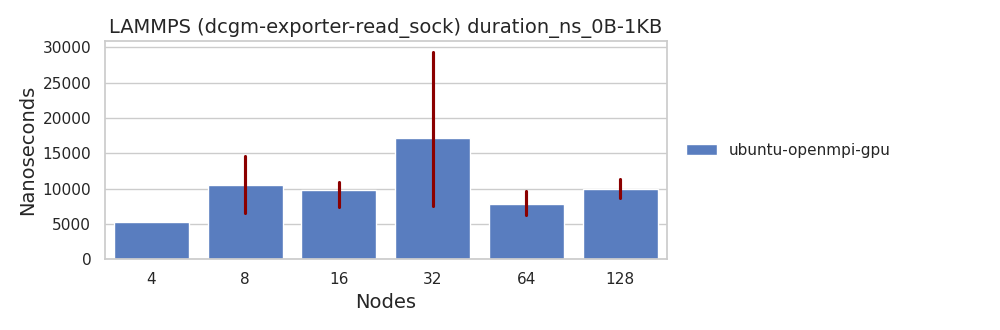 LAMMPS (dcgm-exporter-read_sock) duration_ns_0B-1KB
Nanoseconds
30000
25000
20000
15000
10000
5000
0
4 8 16 32 64 128
Nodes
ubuntu-openmpi-gpu